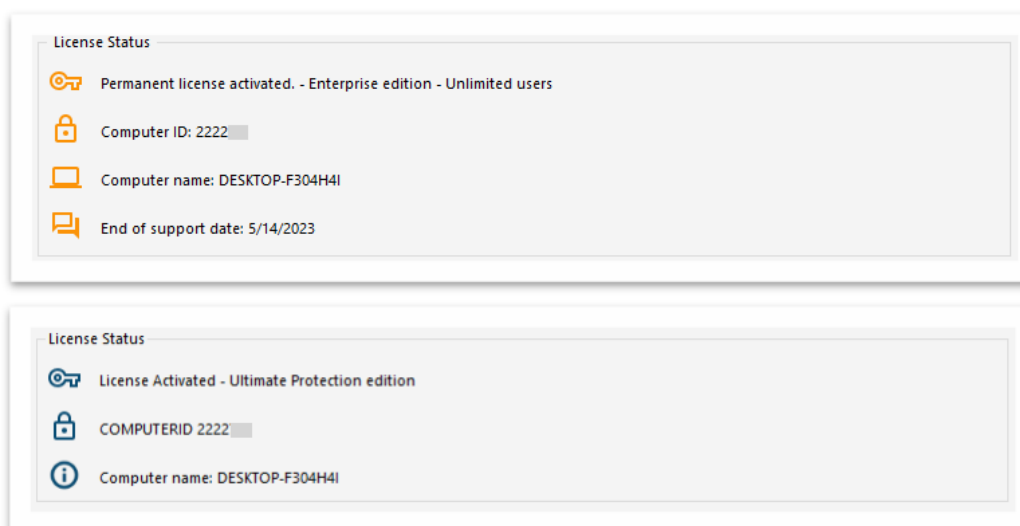 License Status
Permanent license activated. - Enterprise edition - Unlimited users
Computer ID: 2222
Computer name: DESKTOP-F304H4I
End of support date: 5/14/2023
License Status
License Activated - Ultimate Protection edition
COMPUTERID 2222
Computer name: DESKTOP-F304H4I